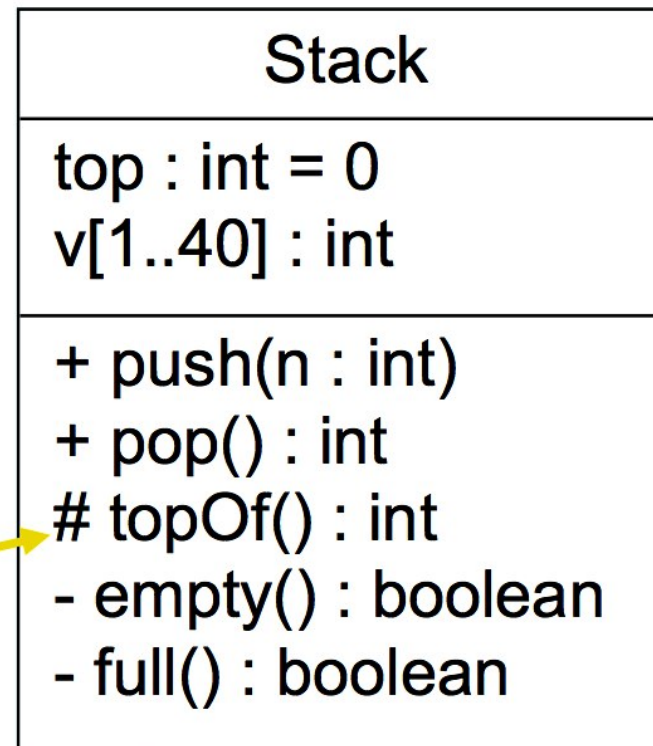 Stack
top : int = 0
v[1..40] : int
+ push(n : int)
+ pop() : int
# topOf() : int
- empty() : boolean
- full() : boolean